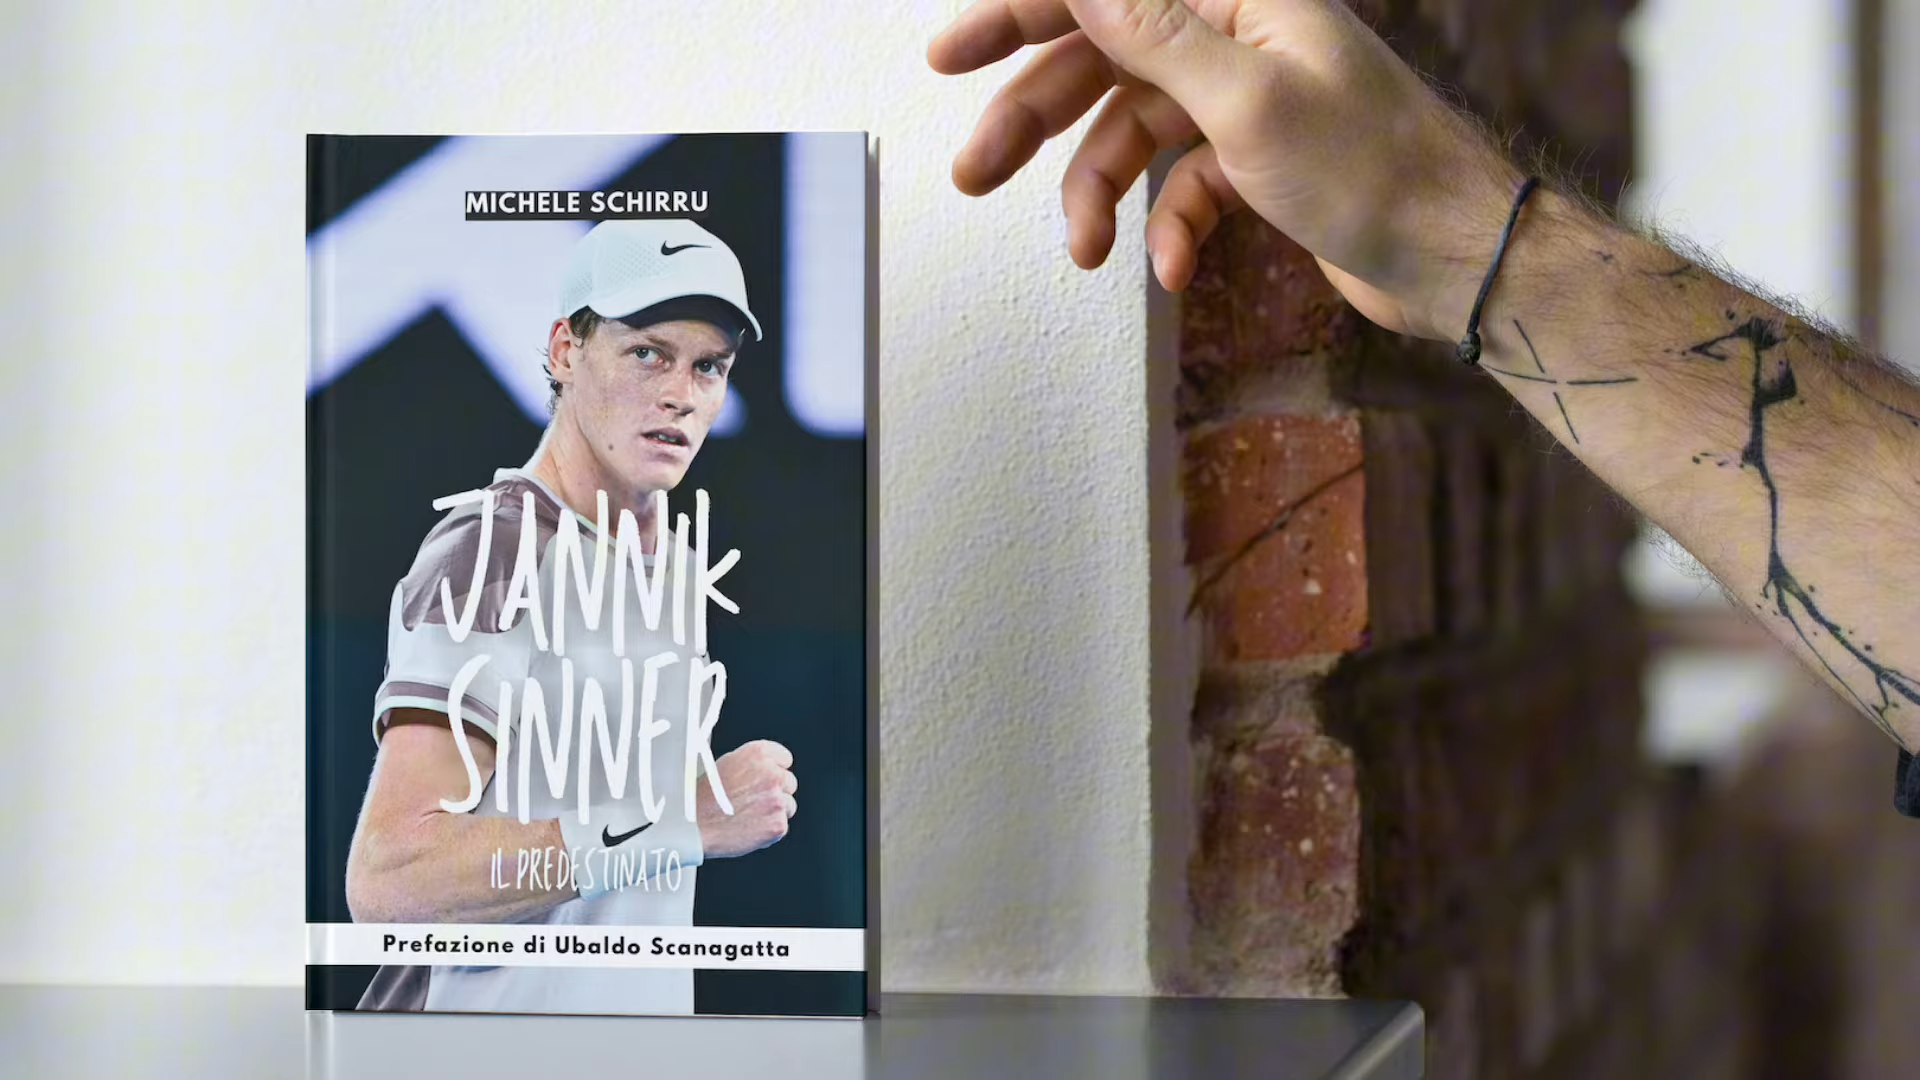 MICHELE SCHIRRU
JANNIK
SINNER
IL PREDESTINATO
Prefazione di Ubaldo Scanagatta